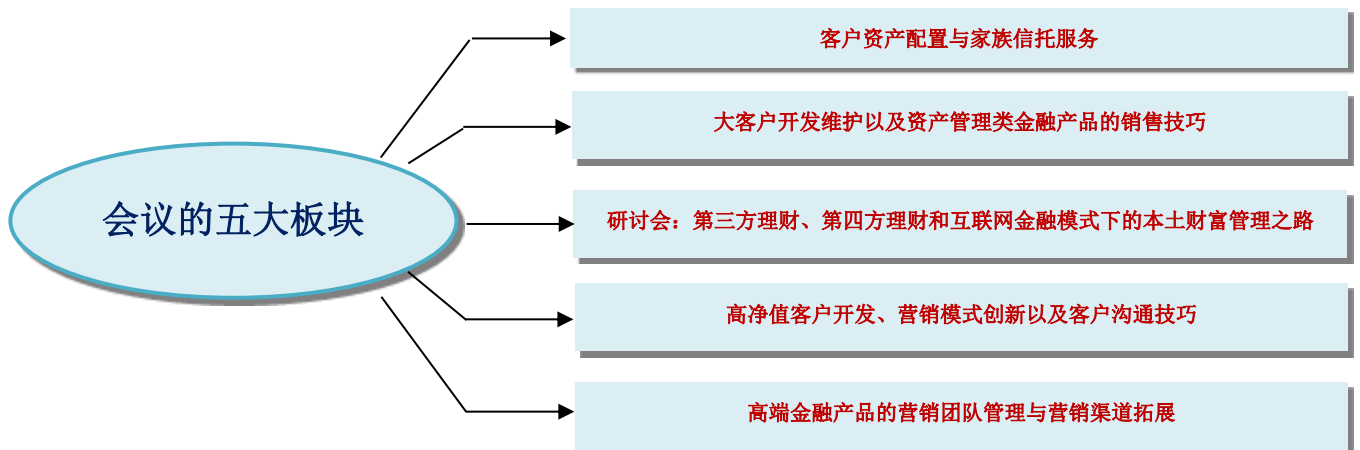 会议的五大板块
客户资产配置与家族信托服务
大客户开发维护以及资产管理类金融产品的销售技巧
研讨会：第三方理财、第四方理财和互联网金融模式下的本土财富管理之路
高净值客户开发、营销模式创新以及客户沟通技巧
高端金融产品的营销团队管理与营销渠道拓展